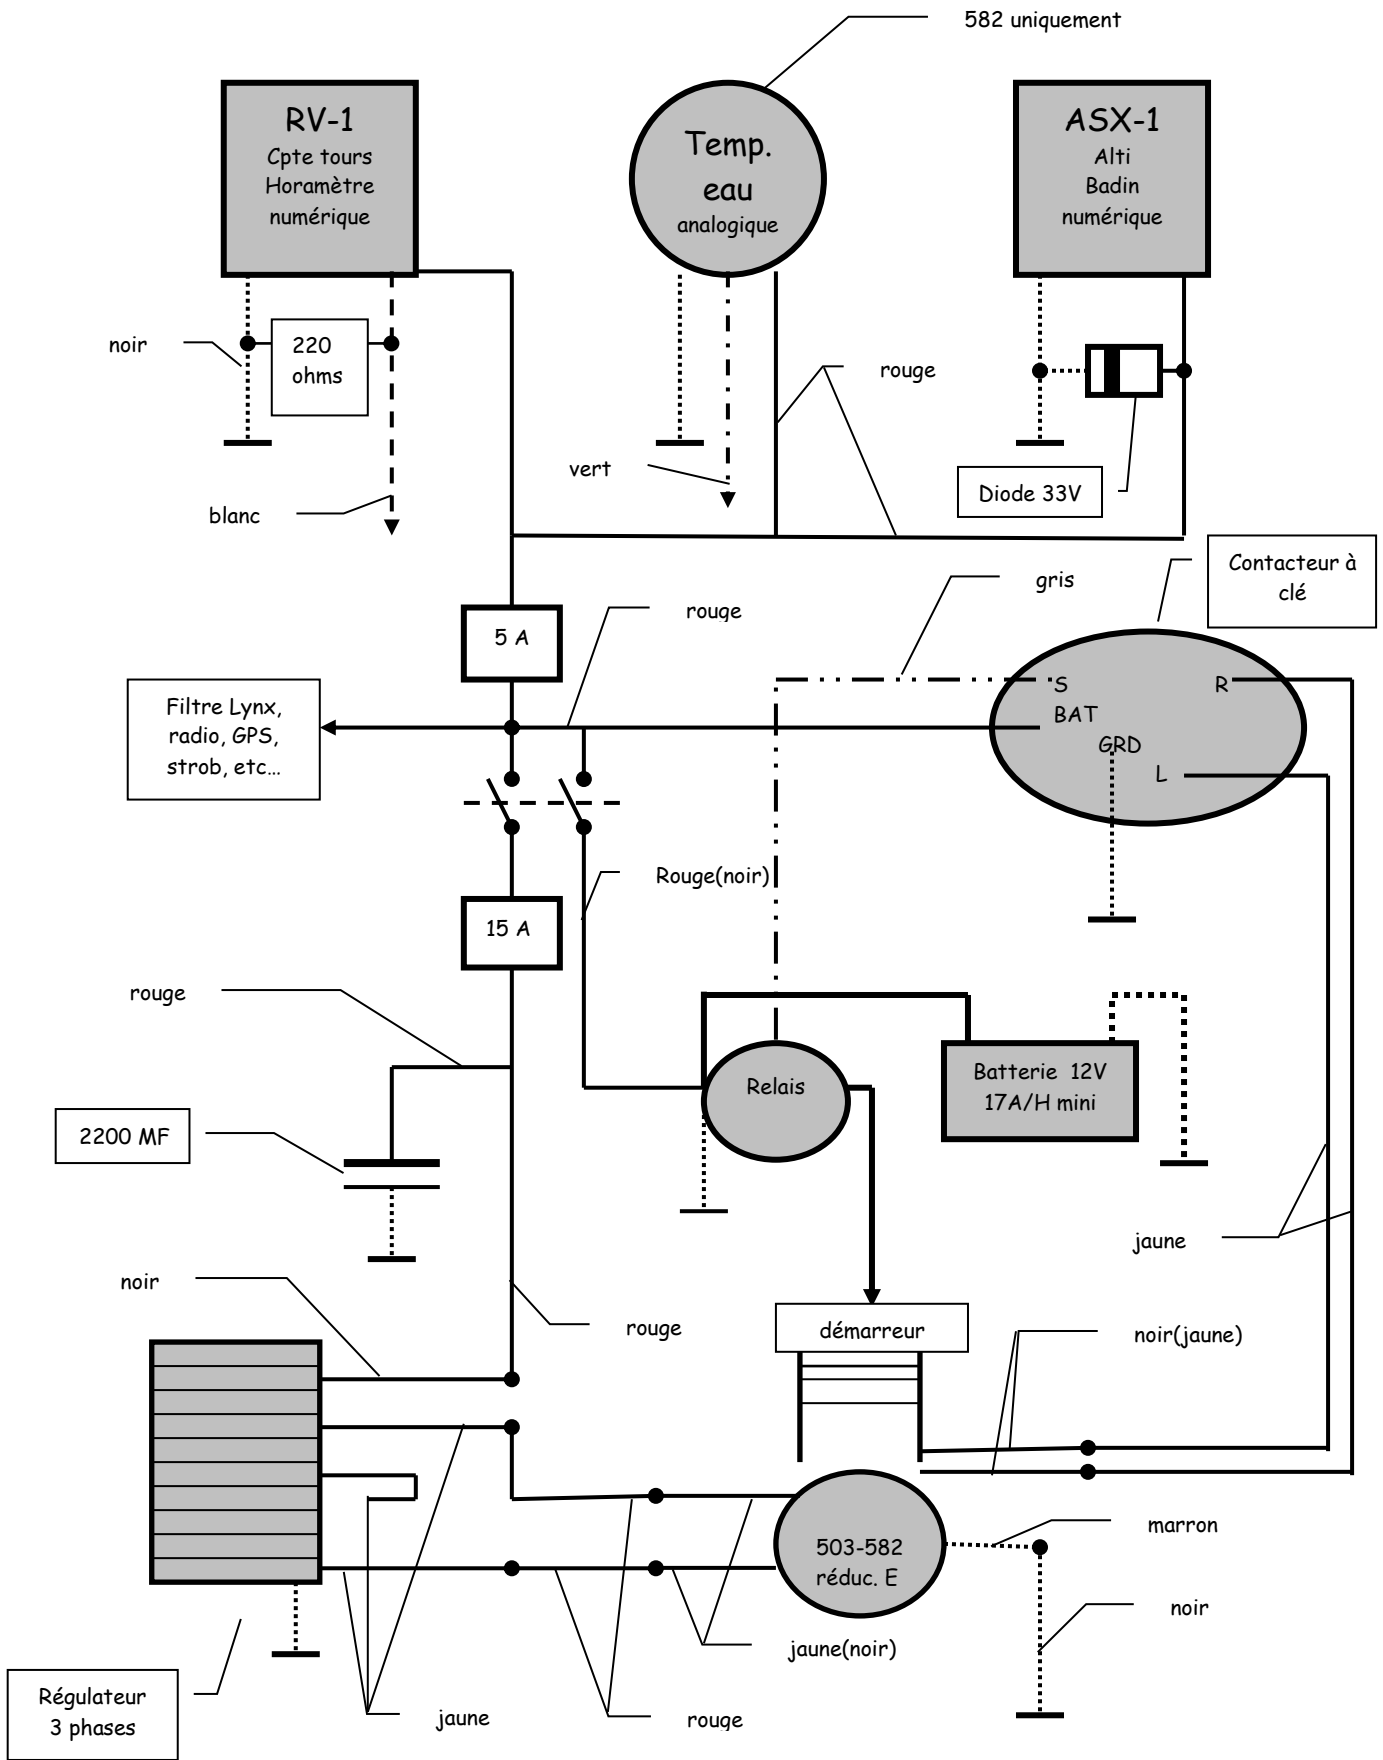 582 uniquement
RV-1
Cpte tours
Horamètre
numérique
Temp.
eau
analogique
ASX-1
Alti
Badin
numérique
noir
220
ohms
rouge
vert
Diode 33V
blanc
Contacteur à
clé
gris
rouge
5 A
S
R
BAT
GRD
L
Filtre Lynx,
radio, GPS,
strob, etc…
Rouge(noir)
15 A
rouge
Relais
Batterie 12V
17A/H mini
2200 MF
jaune
noir
rouge
démarreur
noir(jaune)
marron
503-582
réduc. E
noir
jaune(noir)
Régulateur
3 phases
jaune
rouge